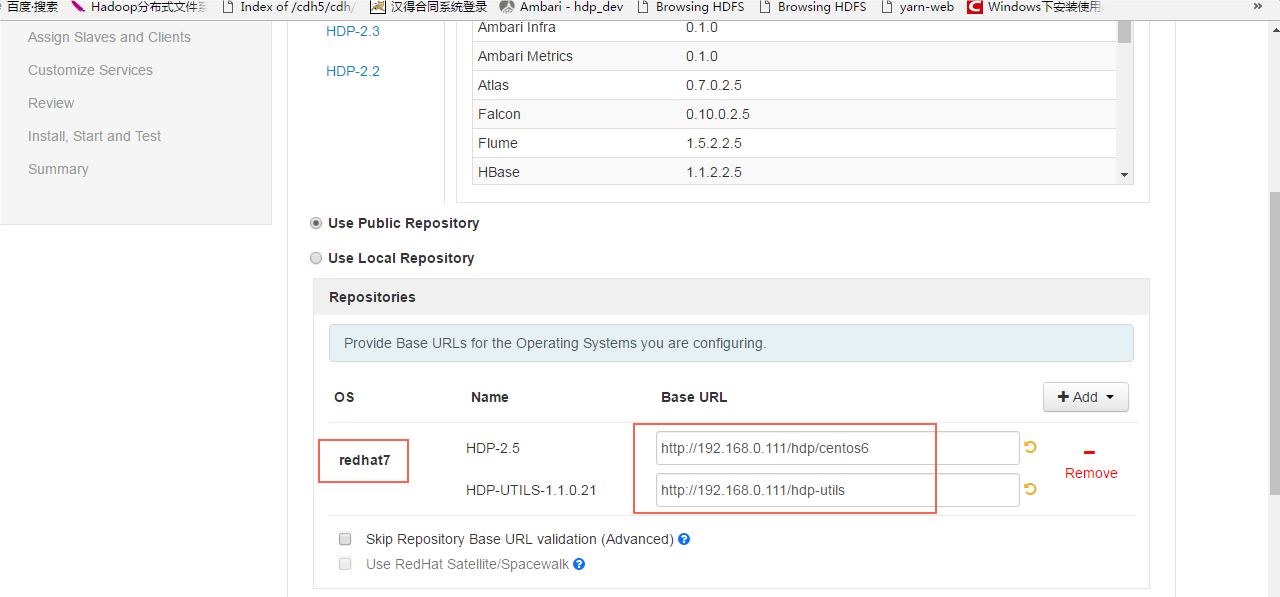 百度-搜索 Hadoop分布式文件系 Index of /cdh5/cdh/ 汉得合同系统登录 Ambari - hdp_dev Browsing HDFS Browsing HDFS yarn-web Windows下安装使用 »
Assign Slaves and Clients
Customize Services
Review
Install, Start and Test
Summary
HDP-2.3
HDP-2.2
Ambari Infra 0.1.0
Ambari Metrics 0.1.0
Atlas 0.7.0.2.5
Falcon 0.10.0.2.5
Flume 1.5.2.2.5
HBase 1.1.2.2.5
Use Public Repository
Use Local Repository
Repositories
Provide Base URLs for the Operating Systems you are configuring.
OS Name Base URL + Add
redhat7
HDP-2.5 http://192.168.0.111/hdp/centos6
HDP-UTILS-1.1.0.21 http://192.168.0.111/hdp-utils
Remove
Skip Repository Base URL validation (Advanced) ?
Use RedHat Satellite/Spacewalk ?